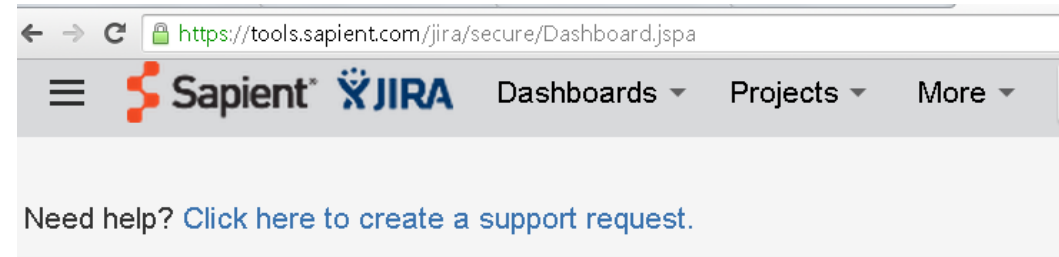 https://tools.sapient.com/jira/secure/Dashboard.jspa
Sapient® JIRA Dashboards Projects More
Need help? Click here to create a support request.